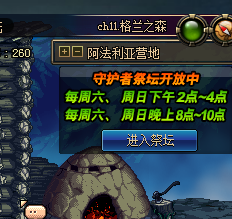 ch11.格兰之森
: 260
阿法利亚营地
守护者祭坛开放中
每周六、周日下午2点~4点
每周六、周日晚上8点~10点
进入祭坛